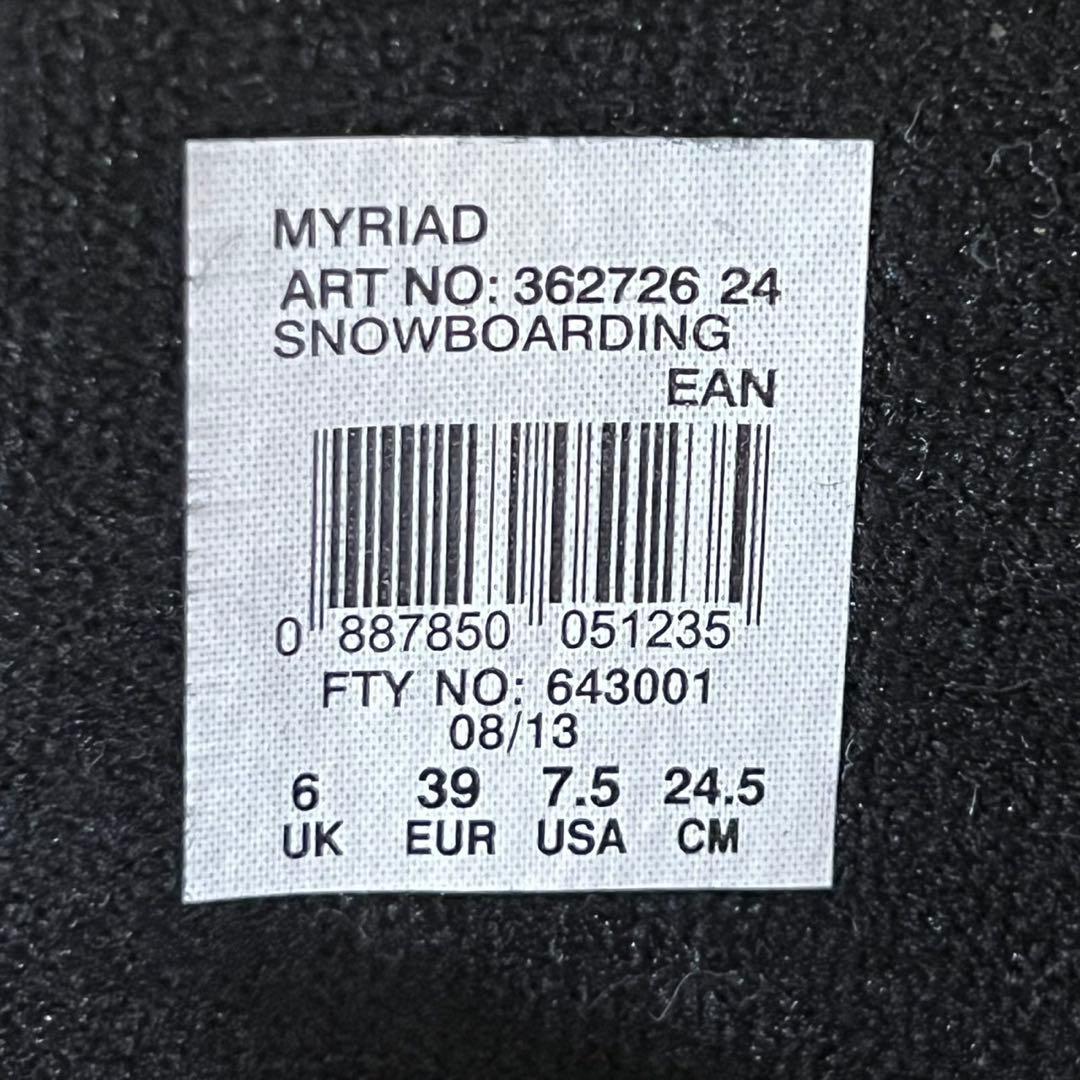 MYRIAD
ART NO: 362726 24
SNOWBOARDING
EAN
0 887850 051235
FTY NO: 643001
08/13
6 39 7.5 24.5
UK EUR USA CM